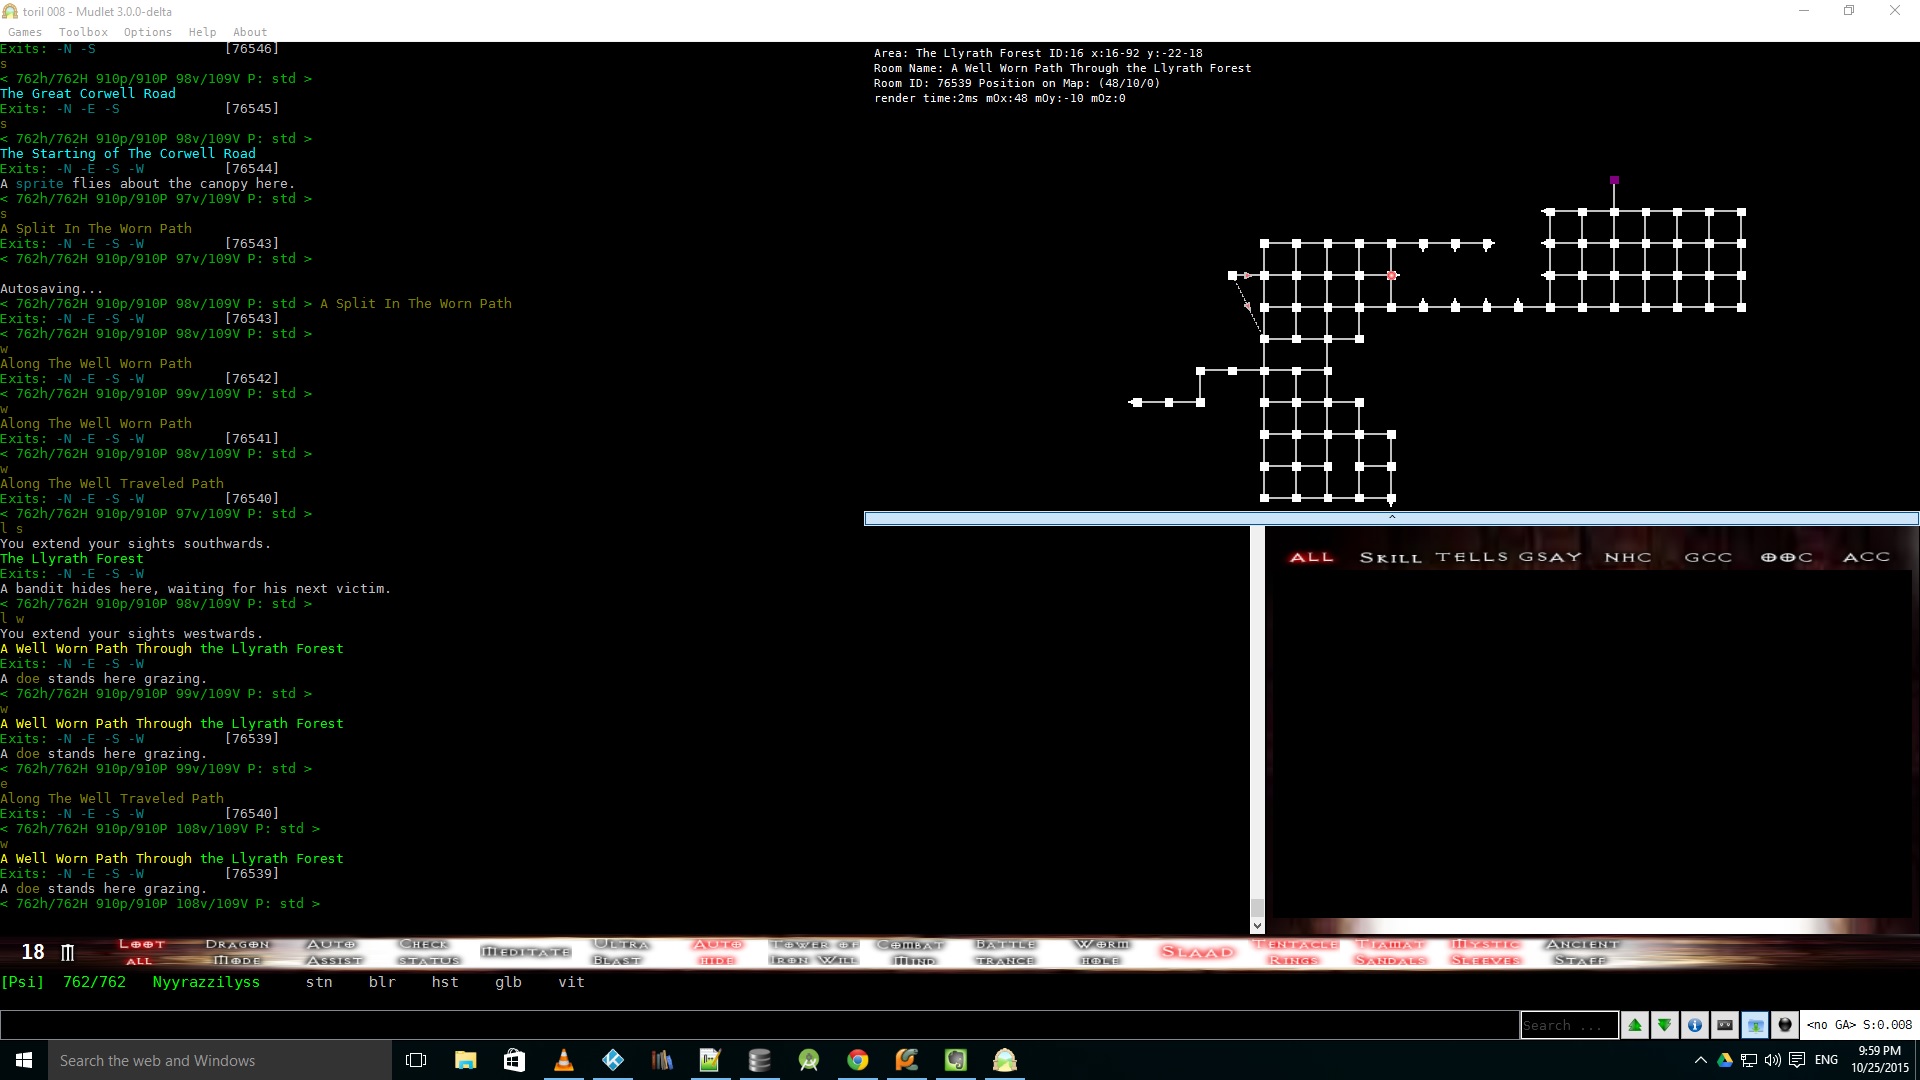 toril 008 - Mudlet 3.0.0-delta
Games Toolbox Options Help About
Exits: -N -S [76546]
s
< 762h/762H 910p/910P 98v/109V P: std >
The Great Corwell Road
Exits: -N -E -S [76545]
s
< 762h/762H 910p/910P 98v/109V P: std >
The Starting of The Corwell Road
Exits: -N -E -S -W [76544]
A sprite flies about the canopy here.
< 762h/762H 910p/910P 97v/109V P: std >
s
A Split In The Worn Path
Exits: -N -E -S -W [76543]
< 762h/762H 910p/910P 97v/109V P: std >
Autosaving...
< 762h/762H 910p/910P 98v/109V P: std > A Split In The Worn Path
Exits: -N -E -S -W [76543]
< 762h/762H 910p/910P 98v/109V P: std >
w
Along The Well Worn Path
Exits: -N -E -S -W [76542]
< 762h/762H 910p/910P 99v/109V P: std >
w
Along The Well Worn Path
Exits: -N -E -S -W [76541]
< 762h/762H 910p/910P 98v/109V P: std >
w
Along The Well Traveled Path
Exits: -N -E -S -W [76540]
< 762h/762H 910p/910P 97v/109V P: std >
l s
You extend your sights southwards.
The Llyrath Forest
Exits: -N -E -S -W
A bandit hides here, waiting for his next victim.
< 762h/762H 910p/910P 98v/109V P: std >
l w
You extend your sights westwards.
A Well Worn Path Through the Llyrath Forest
Exits: -N -E -S -W
A doe stands here grazing.
< 762h/762H 910p/910P 99v/109V P: std >
w
A Well Worn Path Through the Llyrath Forest
Exits: -N -E -S -W [76539]
A doe stands here grazing.
< 762h/762H 910p/910P 99v/109V P: std >
e
Along The Well Traveled Path
Exits: -N -E -S -W [76540]
< 762h/762H 910p/910P 108v/109V P: std >
w
A Well Worn Path Through the Llyrath Forest
Exits: -N -E -S -W [76539]
A doe stands here grazing.
< 762h/762H 910p/910P 108v/109V P: std >
Area: The Llyrath Forest ID:16 x:16-92 y:-22-18
Room Name: A Well Worn Path Through the Llyrath Forest
Room ID: 76539 Position on Map: (48/10/0)
render time:2ms mOx:48 mOy:-10 mOz:0
^
ALL SKILL TELLS GSAY NHC GCC OOC ACC
18 LOOT ALL DRAGON MODE AUTO ASSIST CHECK STATUS MEDITATE ULTRA BLAST AUTO HIDE TOWER OF IRON WILL COMBAT MIND BATTLE TRANCE WORM HOLE SLAAD TENTACLE RINGS TIAMAT SANDALS MYSTIC SLEEVES ANCIENT STAFF
[Psi] 762/762 Nyyrazzilyss stn blr hst glb vit
Search ... <no GA> S:0.008
Search the web and Windows
ENG
9:59 PM
10/25/2015